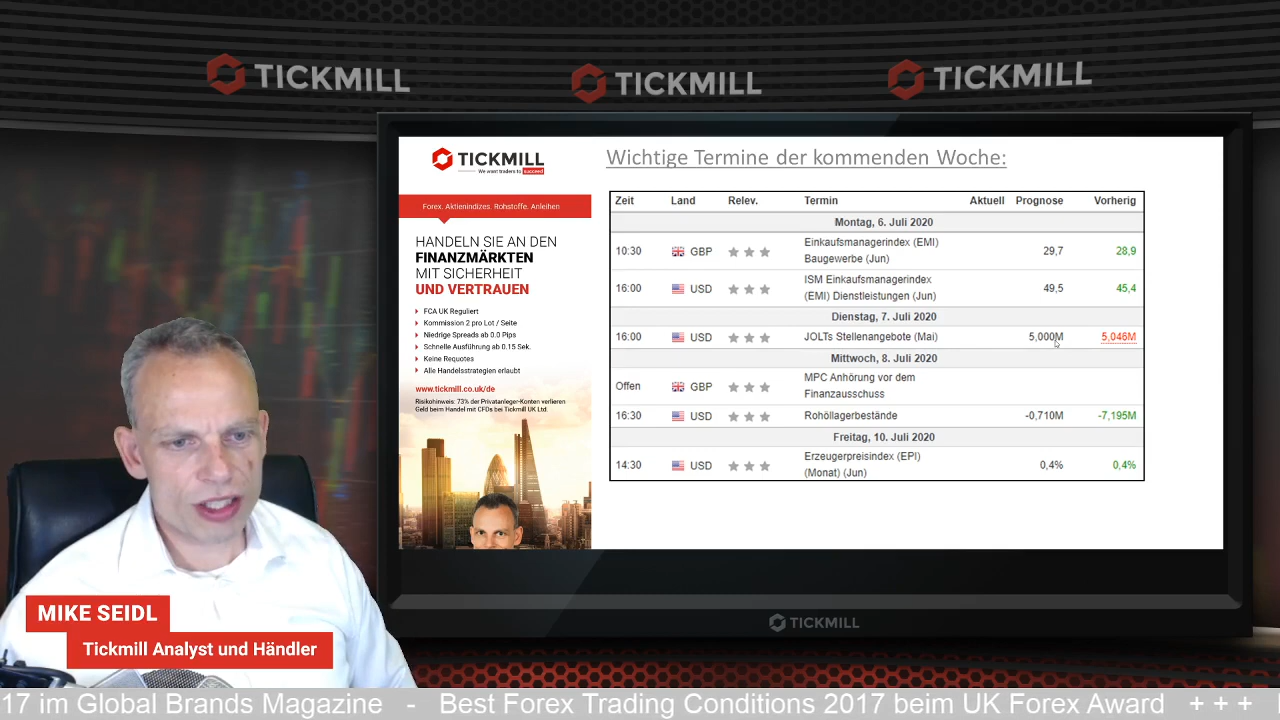 TICKMILL
TICKMILL
TICKMILL
TICKMILL
We want traders to succeed
Forex. Aktienindizes. Rohstoffe. Anleihen
HANDELN SIE AN DEN
FINANZMÄRKTEN
MIT SICHERHEIT
UND VERTRAUEN
FCA UK Reguliert
Kommission 2 pro Lot / Seite
Niedrige Spreads ab 0.0 Pips
Schnelle Ausführung ab 0.15 Sek.
Keine Requotes
Alle Handelsstrategien erlaubt
www.tickmill.co.uk/de
Risikohinweis: 73% der Privatanleger-Konten verlieren
Geld beim Handel mit CFDs bei Tickmill UK Ltd.
Wichtige Termine der kommenden Woche:
Zeit Land Relev. Termin Aktuell Prognose Vorherig
Montag, 6. Juli 2020
10:30 GBP Einkaufsmanagerindex (EMI) 29,7 28,9
Baugewerbe (Jun)
16:00 USD ISM Einkaufsmanagerindex 49,5 45,4
(EMI) Dienstleistungen (Jun)
Dienstag, 7. Juli 2020
16:00 USD JOLTs Stellenangebote (Mai) 5,000M 5,046M
Mittwoch, 8. Juli 2020
Offen GBP MPC Anhörung vor dem
Finanzausschuss
16:30 USD Rohöllagerbestände -0,710M -7,195M
Freitag, 10. Juli 2020
14:30 USD Erzeugerpreisindex (EPI) 0,4% 0,4%
(Monat) (Jun)
TICKMILL
MIKE SEIDL
Tickmill Analyst und Händler
17 im Global Brands Magazine - Best Forex Trading Conditions 2017 beim UK Forex Award + + +